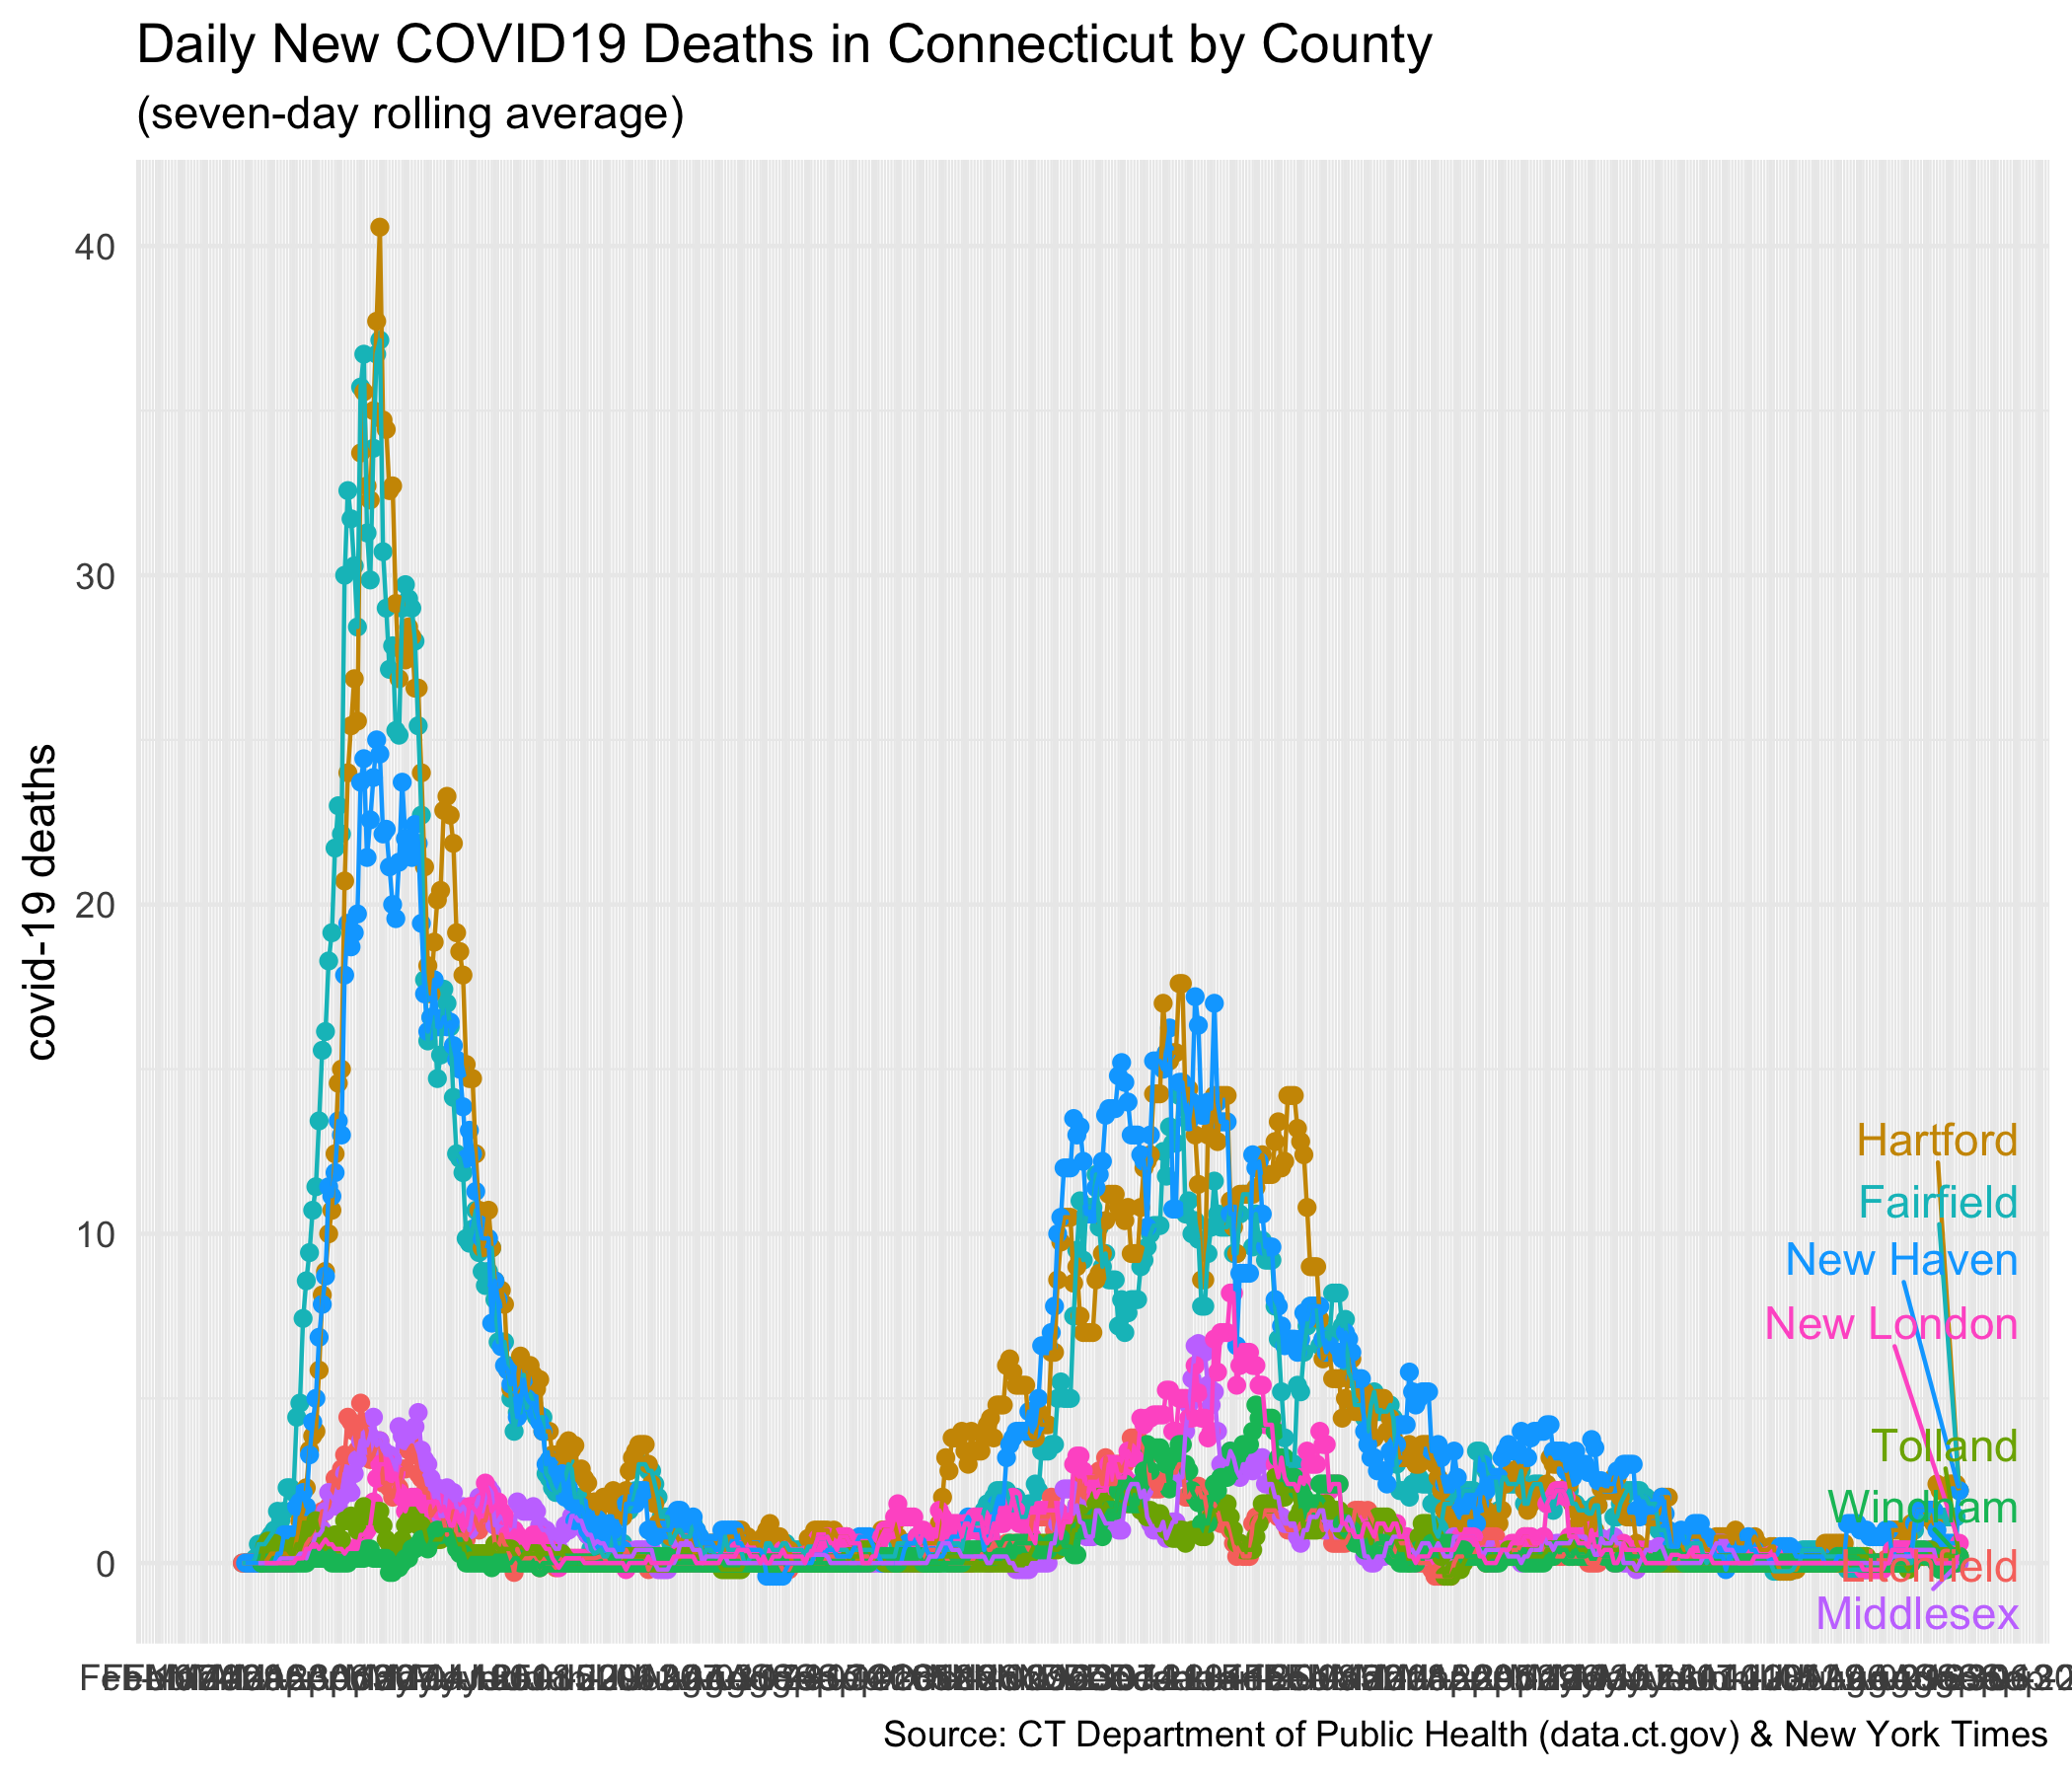 Daily New COVID19 Deaths in Connecticut by County
(seven-day rolling average)
40
30
20
10
0
covid-19 deaths
Hartford
Fairfield
New Haven
New London
Tolland
Windham
Litchfield
Middlesex
Source: CT Department of Public Health (data.ct.gov) & New York Times